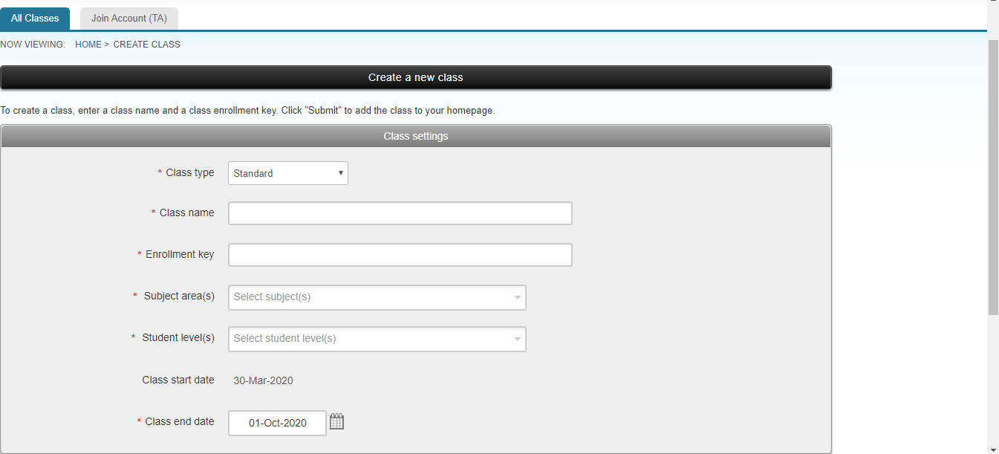 All Classes Join Account (TA)
NOW VIEWING: HOME > CREATE CLASS
Create a new class
To create a class, enter a class name and a class enrollment key. Click "Submit" to add the class to your homepage.
Class settings
* Class type Standard
* Class name
* Enrollment key
* Subject area(s) Select subject(s)
* Student level(s) Select student level(s)
Class start date 30-Mar-2020
* Class end date 01-Oct-2020